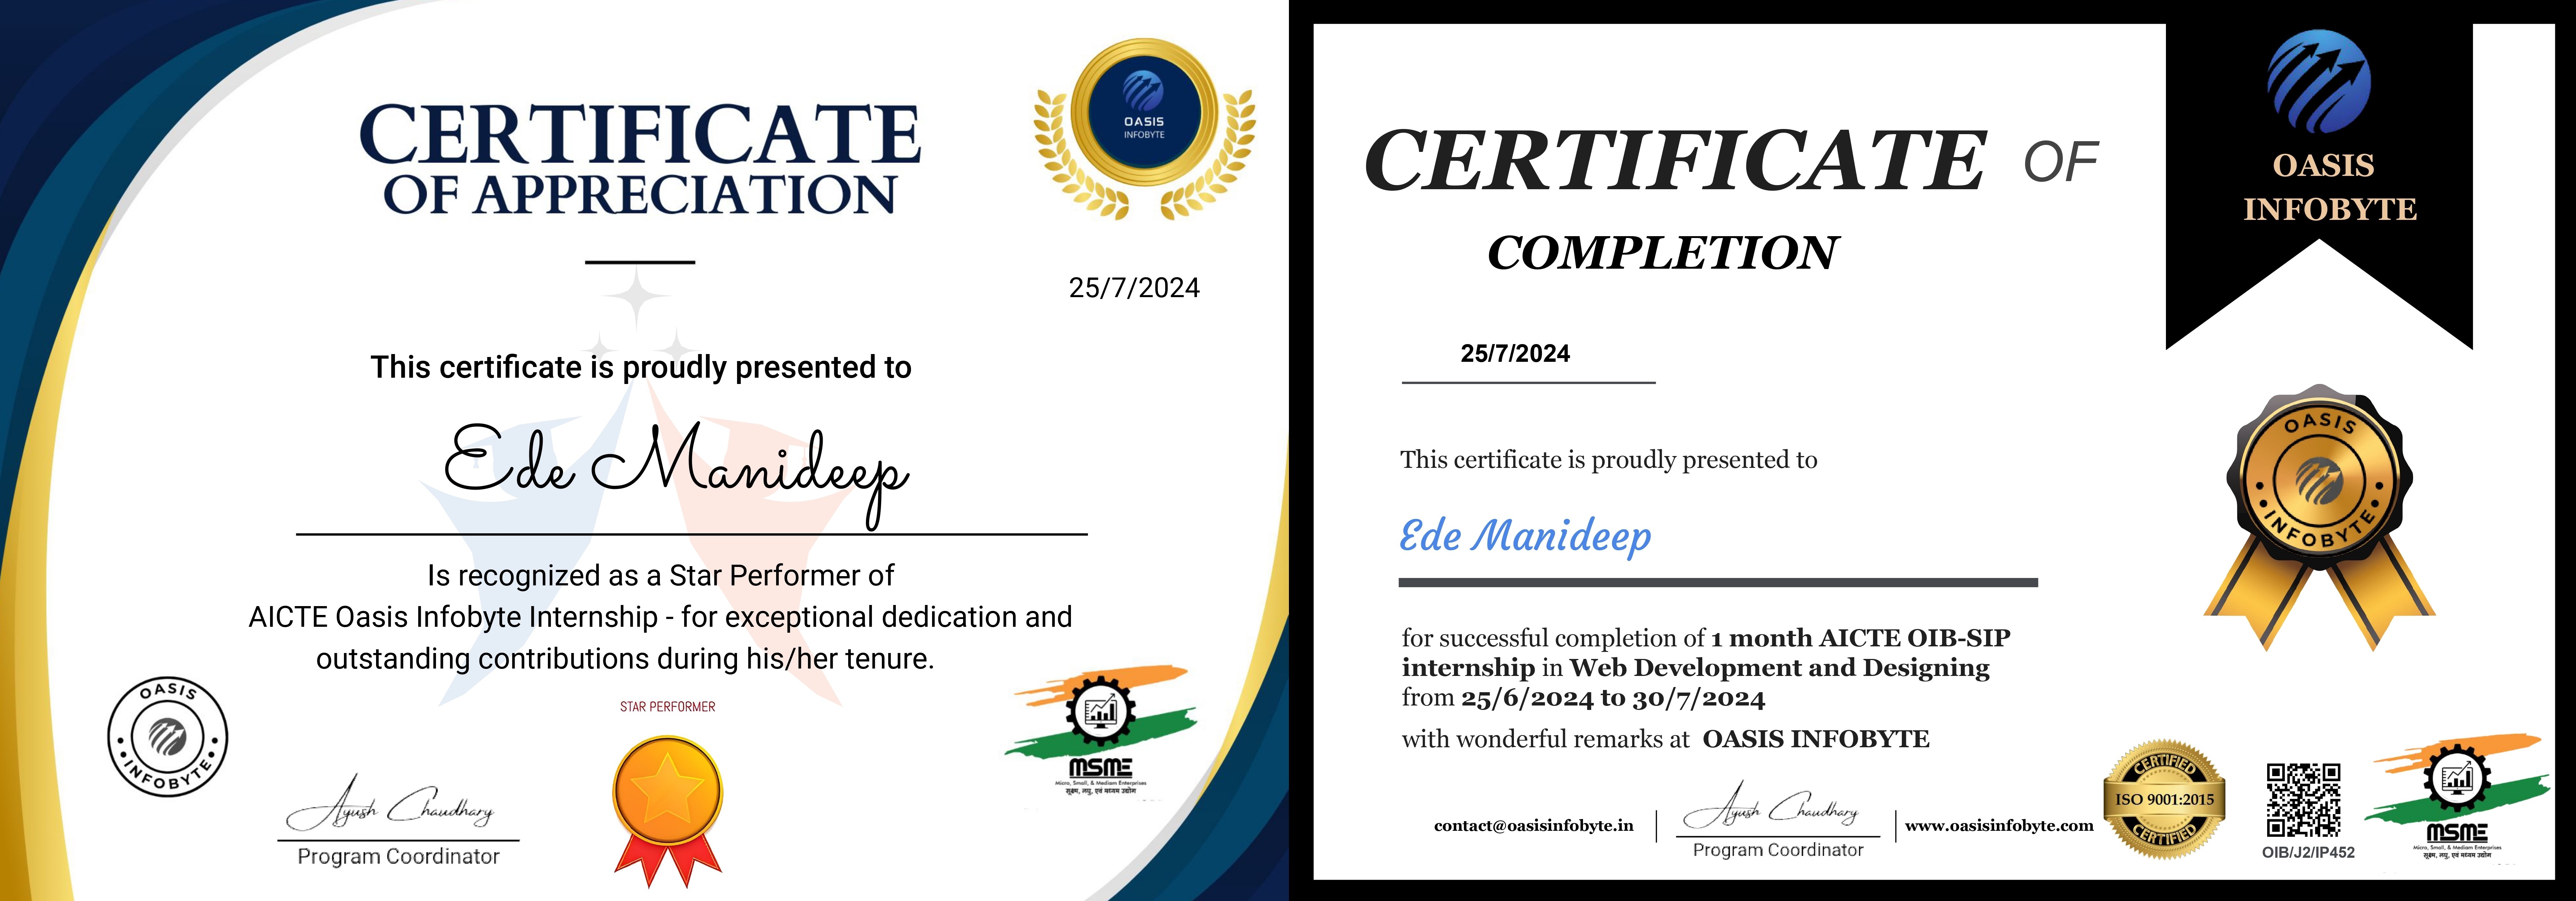 CERTIFICATE
OF APPRECIATION
OASIS
INFOBYTE
25/7/2024
This certificate is proudly presented to
Ede Manideep
Is recognized as a Star Performer of
AICTE Oasis Infobyte Internship - for exceptional dedication and
outstanding contributions during his/her tenure.
STAR PERFORMER
OASIS
INFOBYTE
Ayush Chaudhary
Program Coordinator
MSME
Micro, Small, & Mediam Enterprises
सूक्ष्म, लघु, एवं मध्यम उद्योग
CERTIFICATE OF
COMPLETION
OASIS
INFOBYTE
25/7/2024
This certificate is proudly presented to
Ede Manideep
OASIS
INFOBYTE
for successful completion of 1 month AICTE OIB-SIP
internship in Web Development and Designing
from 25/6/2024 to 30/7/2024
with wonderful remarks at OASIS INFOBYTE
contact@oasisinfobyte.in
Ayush Chaudhary
Program Coordinator
www.oasisinfobyte.com
CERTIFIED
ISO 9001:2015
CERTIFIED
OIB/J2/IP452
MSME
Micro, Small, & Mediam Enterprises
सूक्ष्म, लघु, एवं मध्यम उद्योग